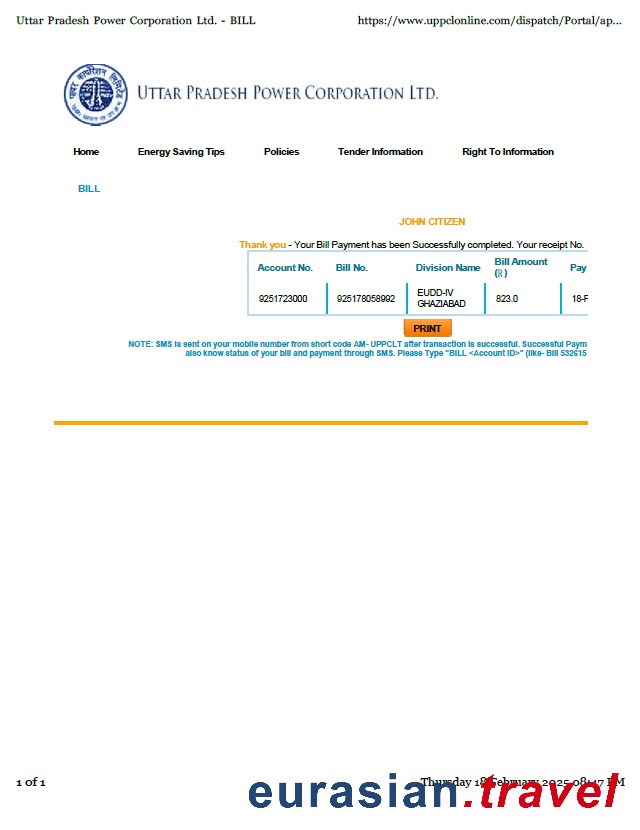 Uttar Pradesh Power Corporation Ltd. - BILL https://www.uppclonline.com/dispatch/Portal/ap...
UTTAR PRADESH POWER CORPORATION LTD.
Home Energy Saving Tips Policies Tender Information Right To Information
BILL
JOHN CITIZEN
Thank you - Your Bill Payment has been Successfully completed. Your receipt No.
Account No. Bill No. Division Name Bill Amount (R) Pay
9251723000 925178058992 EUDD-IV GHAZIABAD 823.0 18-F
PRINT
NOTE: SMS is sent on your mobile number from short code AM- UPPCLT after transaction is successful. Successful Paym
also know status of your bill and payment through SMS. Please Type "BILL <Account ID>" (like- Bill 532615
1 of 1 Thursday 18 February 2025 08:47 PM
eurasian.travel